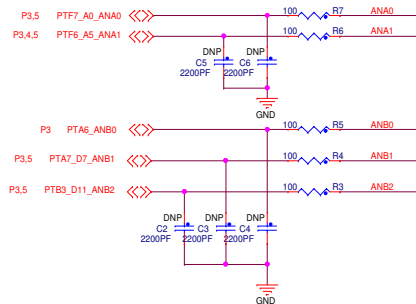 P3,5 PTF7_A0_ANA0 100 R7 ANA0
P3,4,5 PTF6_A5_ANA1 100 R6 ANA1
DNP DNP
C5 C6
2200PF 2200PF
GND
P3 PTA6_ANB0 100 R5 ANB0
P3,5 PTA7_D7_ANB1 100 R4 ANB1
P3,5 PTB3_D11_ANB2 100 R3 ANB2
DNP DNP DNP
C2 C3 C4
2200PF 2200PF 2200PF
GND